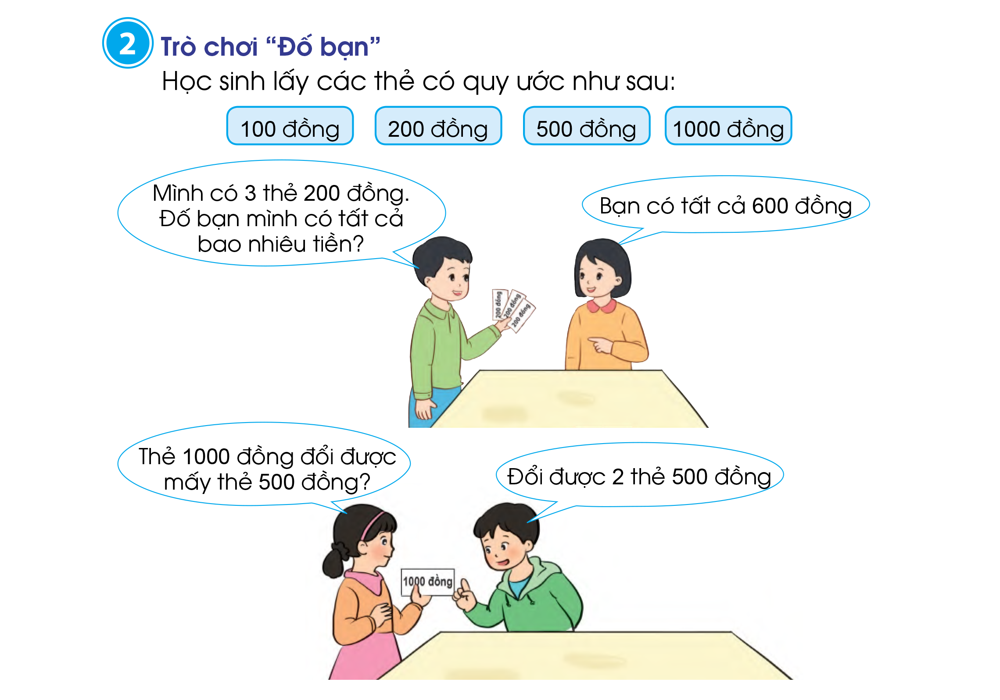 2
Trò chơi “Đố bạn”
Học sinh lấy các thẻ có quy ước như sau:
100 đồng 200 đồng 500 đồng 1000 đồng
Mình có 3 thẻ 200 đồng.
Đố bạn mình có tất cả
bao nhiêu tiền?
Bạn có tất cả 600 đồng
200 đồng
200 đồng
200 đồng
Thẻ 1000 đồng đổi được
mấy thẻ 500 đồng?
Đổi được 2 thẻ 500 đồng
1000 đồng